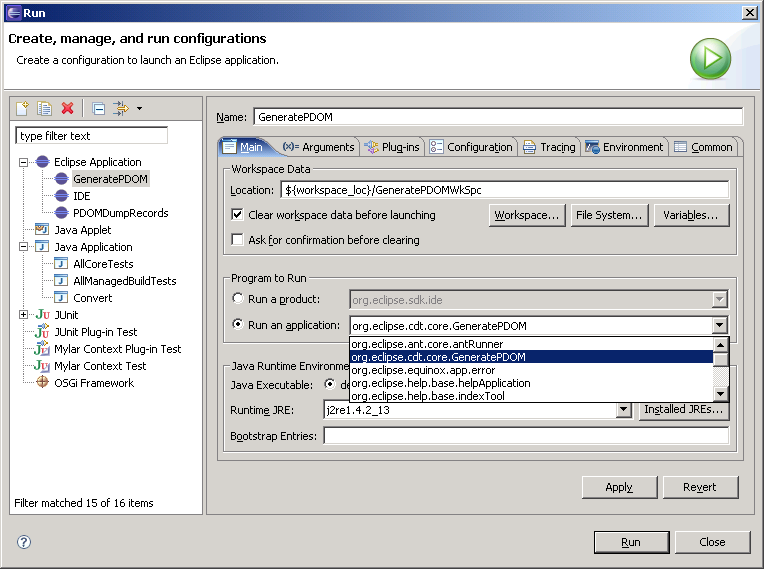 Run
Create, manage, and run configurations
Create a configuration to launch an Eclipse application.
type filter text
Eclipse Application
GeneratePDOM
IDE
PDOMDumpRecords
Java Applet
Java Application
AllCoreTests
AllManagedBuildTests
Convert
JUnit
JUnit Plug-in Test
Mylar Context Plug-in Test
Mylar Context Test
OSGi Framework
Filter matched 15 of 16 items
Name: GeneratePDOM
Main (x)= Arguments Plug-ins Configuration Tracing Environment Common
Workspace Data
Location: ${workspace_loc}/GeneratePDOMWkSpc
Clear workspace data before launching Workspace... File System... Variables...
Ask for confirmation before clearing
Program to Run
Run a product: org.eclipse.sdk.ide
Run an application: org.eclipse.cdt.core.GeneratePDOM
org.eclipse.ant.core.antRunner
org.eclipse.cdt.core.GeneratePDOM
org.eclipse.equinox.app.error
org.eclipse.help.base.helpApplication
org.eclipse.help.base.indexTool
Java Runtime Environme
Java Executable: de
Runtime JRE: j2re1.4.2_13 Installed JREs...
Bootstrap Entries:
Apply Revert
? Run Close